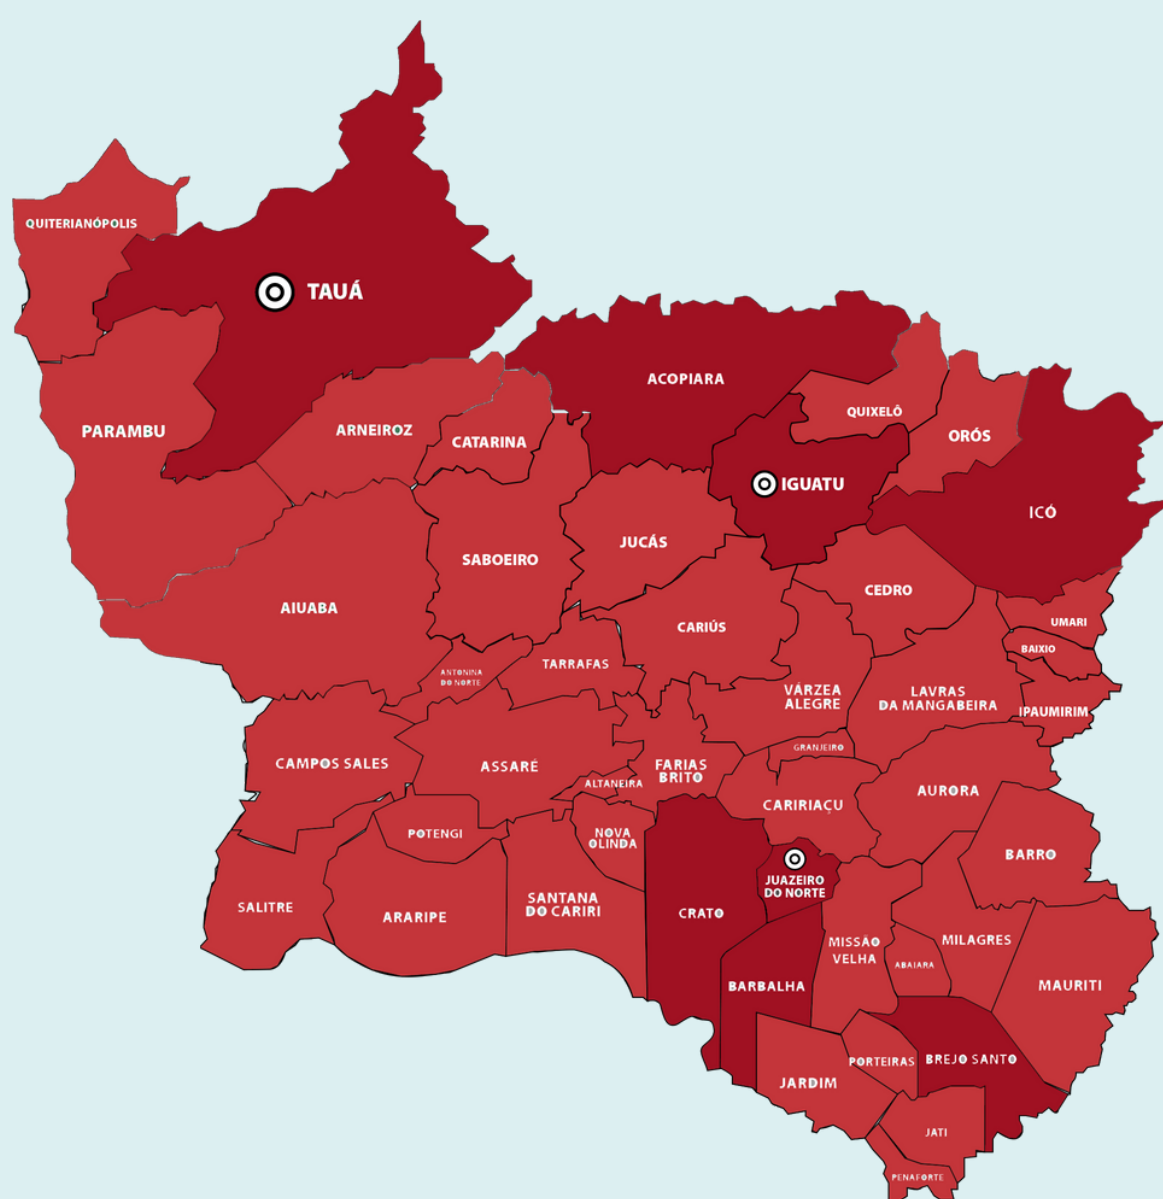 QUITERIANÓPOLIS
TAUÁ
PARAMBU
ARNEIROZ
CATARINA
ACOPIARA
QUIXELÔ
ORÓS
IGUATU
ICÓ
JUCÁS
SABOEIRO
CEDRO
AIUABA
CARIÚS
UMARI
BAIXIO
TARRAFAS
ANTONINA
DO NORTE
VÁRZEA
ALEGRE
LAVRAS
DA MANGABEIRA
IPAUMIRIM
GRANJEIRO
CAMPOS SALES
ASSARÉ
FARIAS
BRITO
ALTANEIRA
AURORA
CARIRIAÇU
POTENGI
NOVA
OLINDA
BARRO
JUAZEIRO
DO NORTE
SALITRE
ARARIPE
SANTANA
DO CARIRI
CRATO
MISSÃO
VELHA
MILAGRES
ABAIARA
BARBALHA
MAURITI
PORTEIRAS
BREJO SANTO
JARDIM
JATI
PENAFORTE